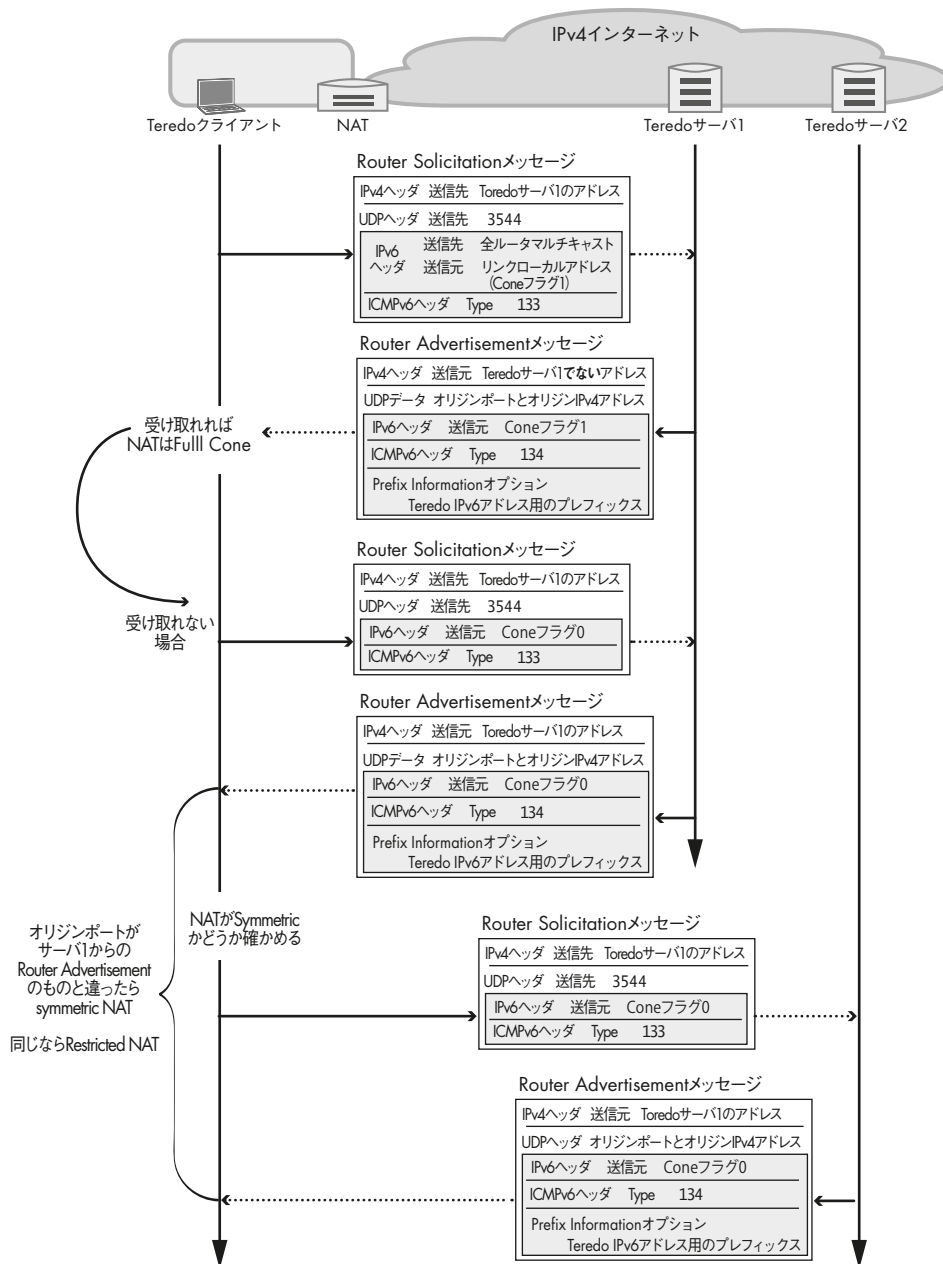 IPv4インターネット
Teredoクライアント
NAT
Teredoサーバ1
Teredoサーバ2
Router Solicitationメッセージ
IPv4ヘッダ 送信先 Toredoサーバ1のアドレス
UDPヘッダ 送信先 3544
IPv6
ヘッダ
送信先 全ルータマルチキャスト
送信元 リンクローカルアドレス
(Coneフラグ1)
ICMPv6ヘッダ Type 133
Router Advertisementメッセージ
IPv4ヘッダ 送信元 Teredoサーバ1でないアドレス
UDPデータ オリジンポートとオリジンIPv4アドレス
IPv6ヘッダ 送信元 Coneフラグ1
ICMPv6ヘッダ Type 134
Prefix Informationオプション
Teredo IPv6アドレス用のプレフィックス
受け取れれば
NATはFulll Cone
Router Solicitationメッセージ
IPv4ヘッダ 送信先 Toredoサーバ1のアドレス
UDPヘッダ 送信先 3544
IPv6ヘッダ 送信元 Coneフラグ0
ICMPv6ヘッダ Type 133
受け取れない
場合
Router Advertisementメッセージ
IPv4ヘッダ 送信元 Toredoサーバ1のアドレス
UDPデータ オリジンポートとオリジンIPv4アドレス
IPv6ヘッダ 送信元 Coneフラグ0
ICMPv6ヘッダ Type 134
Prefix Informationオプション
Teredo IPv6アドレス用のプレフィックス
NATがSymmetric
かどうか確かめる
オリジンポートが
サーバ1からの
Router Advertisement
のものと違ったら
symmetric NAT
同じならRestricted NAT
Router Solicitationメッセージ
IPv4ヘッダ 送信先 Toredoサーバ1のアドレス
UDPヘッダ 送信先 3544
IPv6ヘッダ 送信元 Coneフラグ0
ICMPv6ヘッダ Type 133
Router Advertisementメッセージ
IPv4ヘッダ 送信元 Toredoサーバ1のアドレス
UDPヘッダ オリジンポートとオリジンIPv4アドレス
IPv6ヘッダ 送信元 Coneフラグ0
ICMPv6ヘッダ Type 134
Prefix Informationオプション
Teredo IPv6アドレス用のプレフィックス